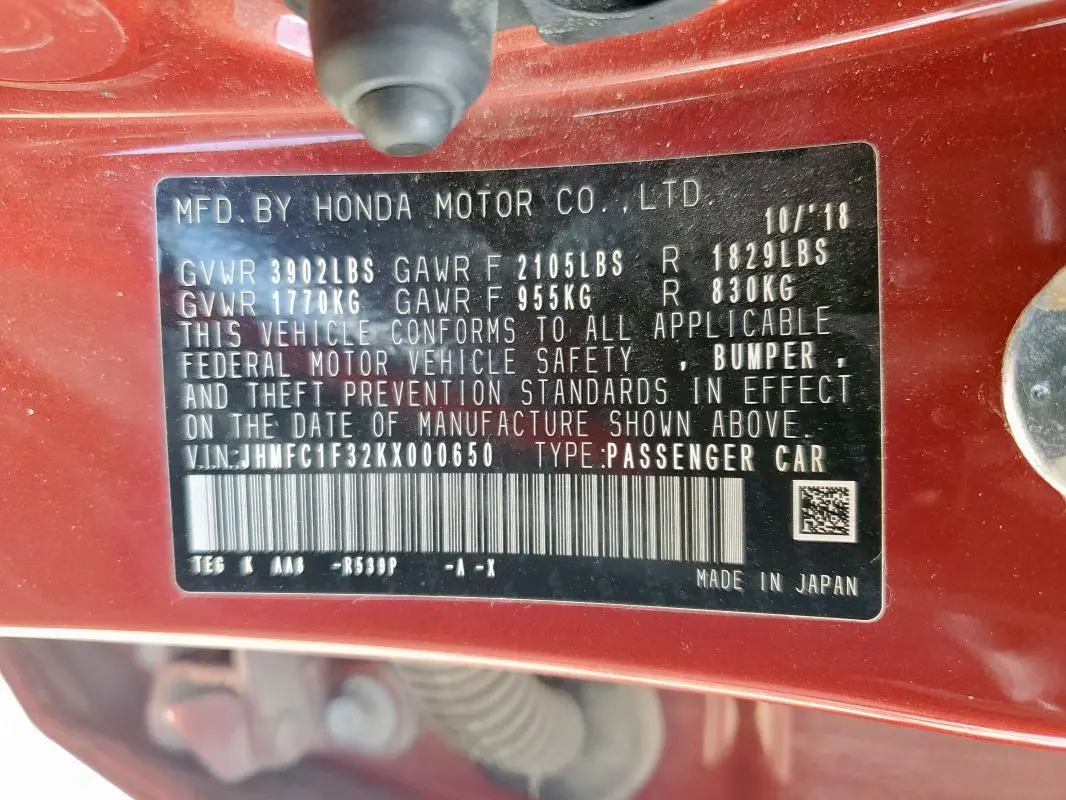 MFD. BY HONDA MOTOR CO., LTD.
10/'18
GVWR 3902LBS GAWR F 2105LBS R 1829LBS
GVWR 1770KG GAWR F 955KG R 830KG
THIS VEHICLE CONFORMS TO ALL APPLICABLE
FEDERAL MOTOR VEHICLE SAFETY , BUMPER ,
AND THEFT PREVENTION STANDARDS IN EFFECT
ON THE DATE OF MANUFACTURE SHOWN ABOVE.
V.I.N.:JHMFC1F32KX000650 TYPE:PASSENGER CAR
TEG K AA8 -R539P -A -X
MADE IN JAPAN